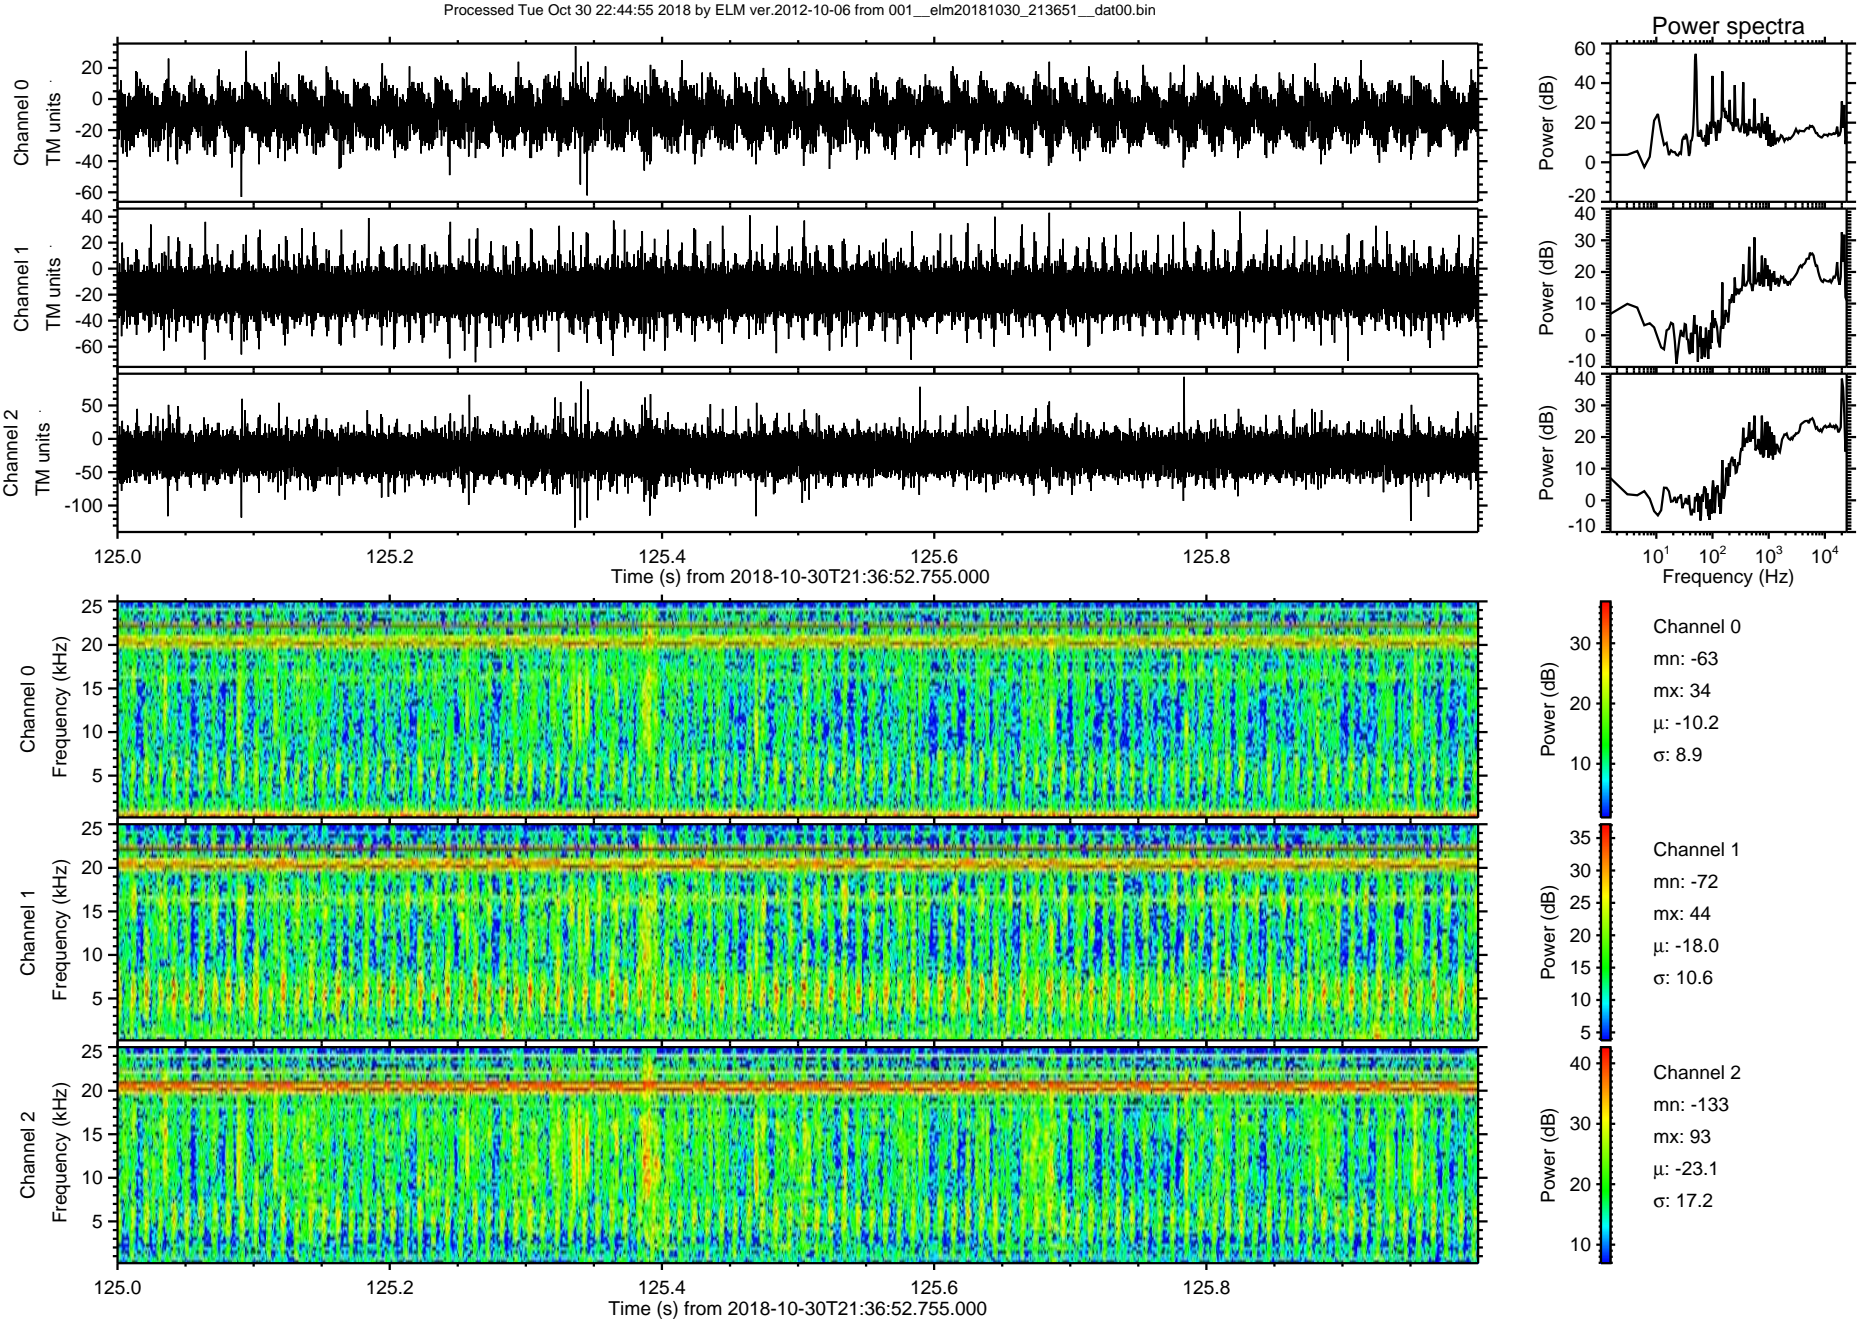 Processed Tue Oct 30 22:44:55 2018 by ELM ver.2012-10-06 from 001__elm20181030_213651__dat00.bin
Power spectra
Channel 0
TM units
20
0
-20
-40
-60
Power (dB)
60
40
20
0
-20
Channel 1
TM units
40
20
0
-20
-40
-60
Power (dB)
40
30
20
10
0
-10
Channel 2
TM units
50
0
-50
-100
Power (dB)
40
30
20
10
0
-10
125.0 125.2 125.4 125.6 125.8
Time (s) from 2018-10-30T21:36:52.755.000
10^1 10^2 10^3 10^4
Frequency (Hz)
Channel 0
Frequency (kHz)
25
20
15
10
5
Power (dB)
30
20
10
Channel 0
mn: -63
mx: 34
μ: -10.2
σ: 8.9
Channel 1
Frequency (kHz)
25
20
15
10
5
Power (dB)
35
30
25
20
15
10
5
Channel 1
mn: -72
mx: 44
μ: -18.0
σ: 10.6
Channel 2
Frequency (kHz)
25
20
15
10
5
Power (dB)
40
30
20
10
Channel 2
mn: -133
mx: 93
μ: -23.1
σ: 17.2
125.0 125.2 125.4 125.6 125.8
Time (s) from 2018-10-30T21:36:52.755.000